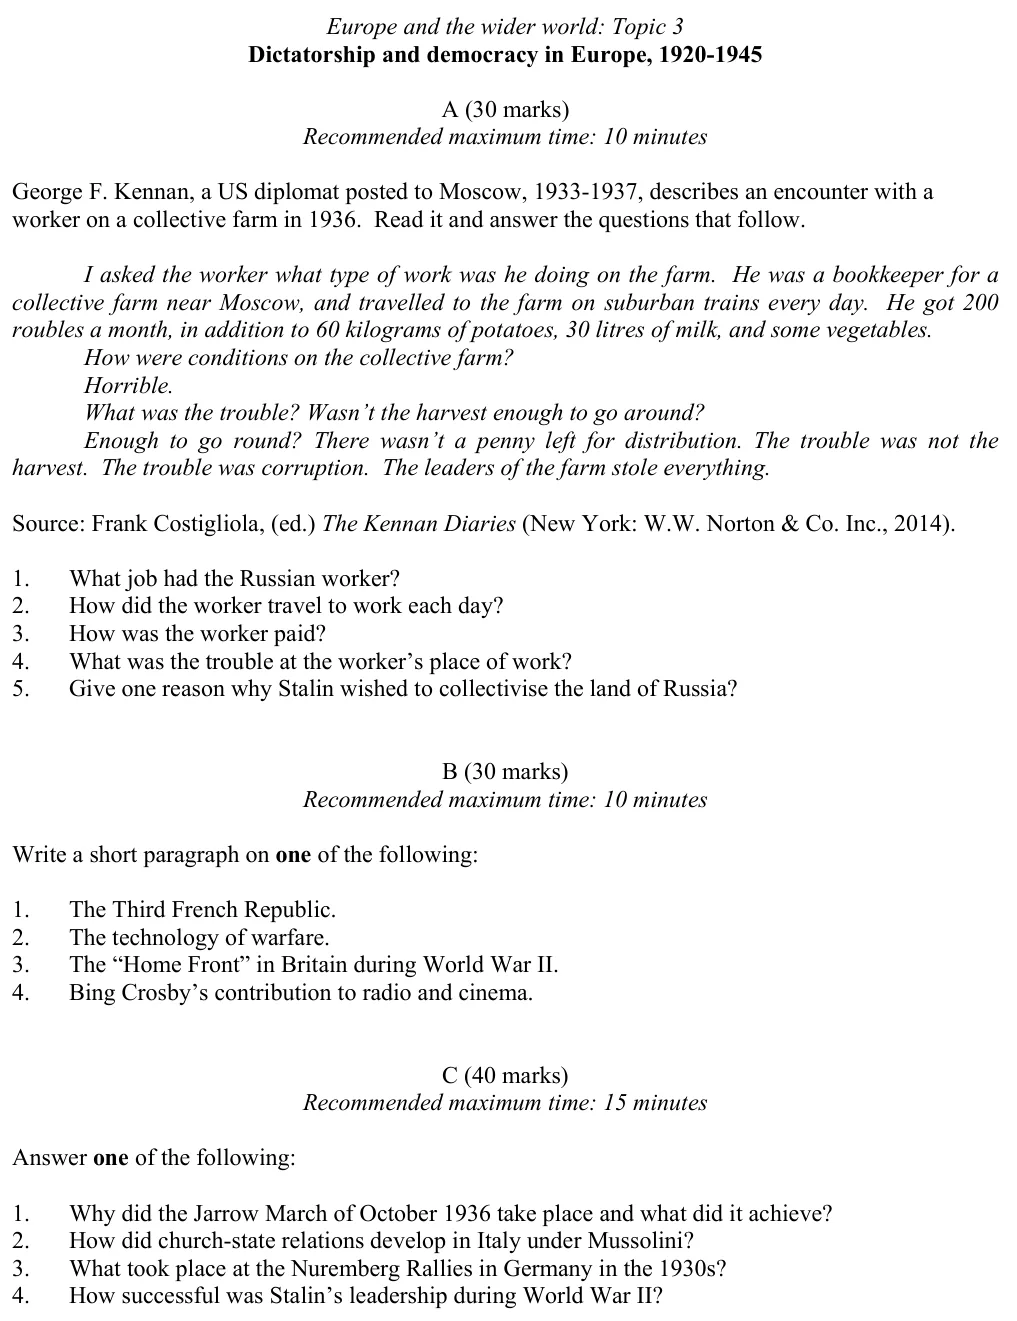 Europe and the wider world: Topic 3
Dictatorship and democracy in Europe, 1920-1945
A (30 marks)
Recommended maximum time: 10 minutes
George F. Kennan, a US diplomat posted to Moscow, 1933-1937, describes an encounter with a
worker on a collective farm in 1936.  Read it and answer the questions that follow.
I asked the worker what type of work was he doing on the farm.  He was a bookkeeper for a
collective farm near Moscow, and travelled to the farm on suburban trains every day.  He got 200
roubles a month, in addition to 60 kilograms of potatoes, 30 litres of milk, and some vegetables.
How were conditions on the collective farm?
Horrible.
What was the trouble? Wasn’t the harvest enough to go around?
Enough to go round? There wasn’t a penny left for distribution. The trouble was not the
harvest.  The trouble was corruption.  The leaders of the farm stole everything.
Source: Frank Costigliola, (ed.) The Kennan Diaries (New York: W.W. Norton & Co. Inc., 2014).
1. What job had the Russian worker?
2. How did the worker travel to work each day?
3. How was the worker paid?
4. What was the trouble at the worker’s place of work?
5. Give one reason why Stalin wished to collectivise the land of Russia?
B (30 marks)
Recommended maximum time: 10 minutes
Write a short paragraph on one of the following:
1. The Third French Republic.
2. The technology of warfare.
3. The “Home Front” in Britain during World War II.
4. Bing Crosby’s contribution to radio and cinema.
C (40 marks)
Recommended maximum time: 15 minutes
Answer one of the following:
1. Why did the Jarrow March of October 1936 take place and what did it achieve?
2. How did church-state relations develop in Italy under Mussolini?
3. What took place at the Nuremberg Rallies in Germany in the 1930s?
4. How successful was Stalin’s leadership during World War II?